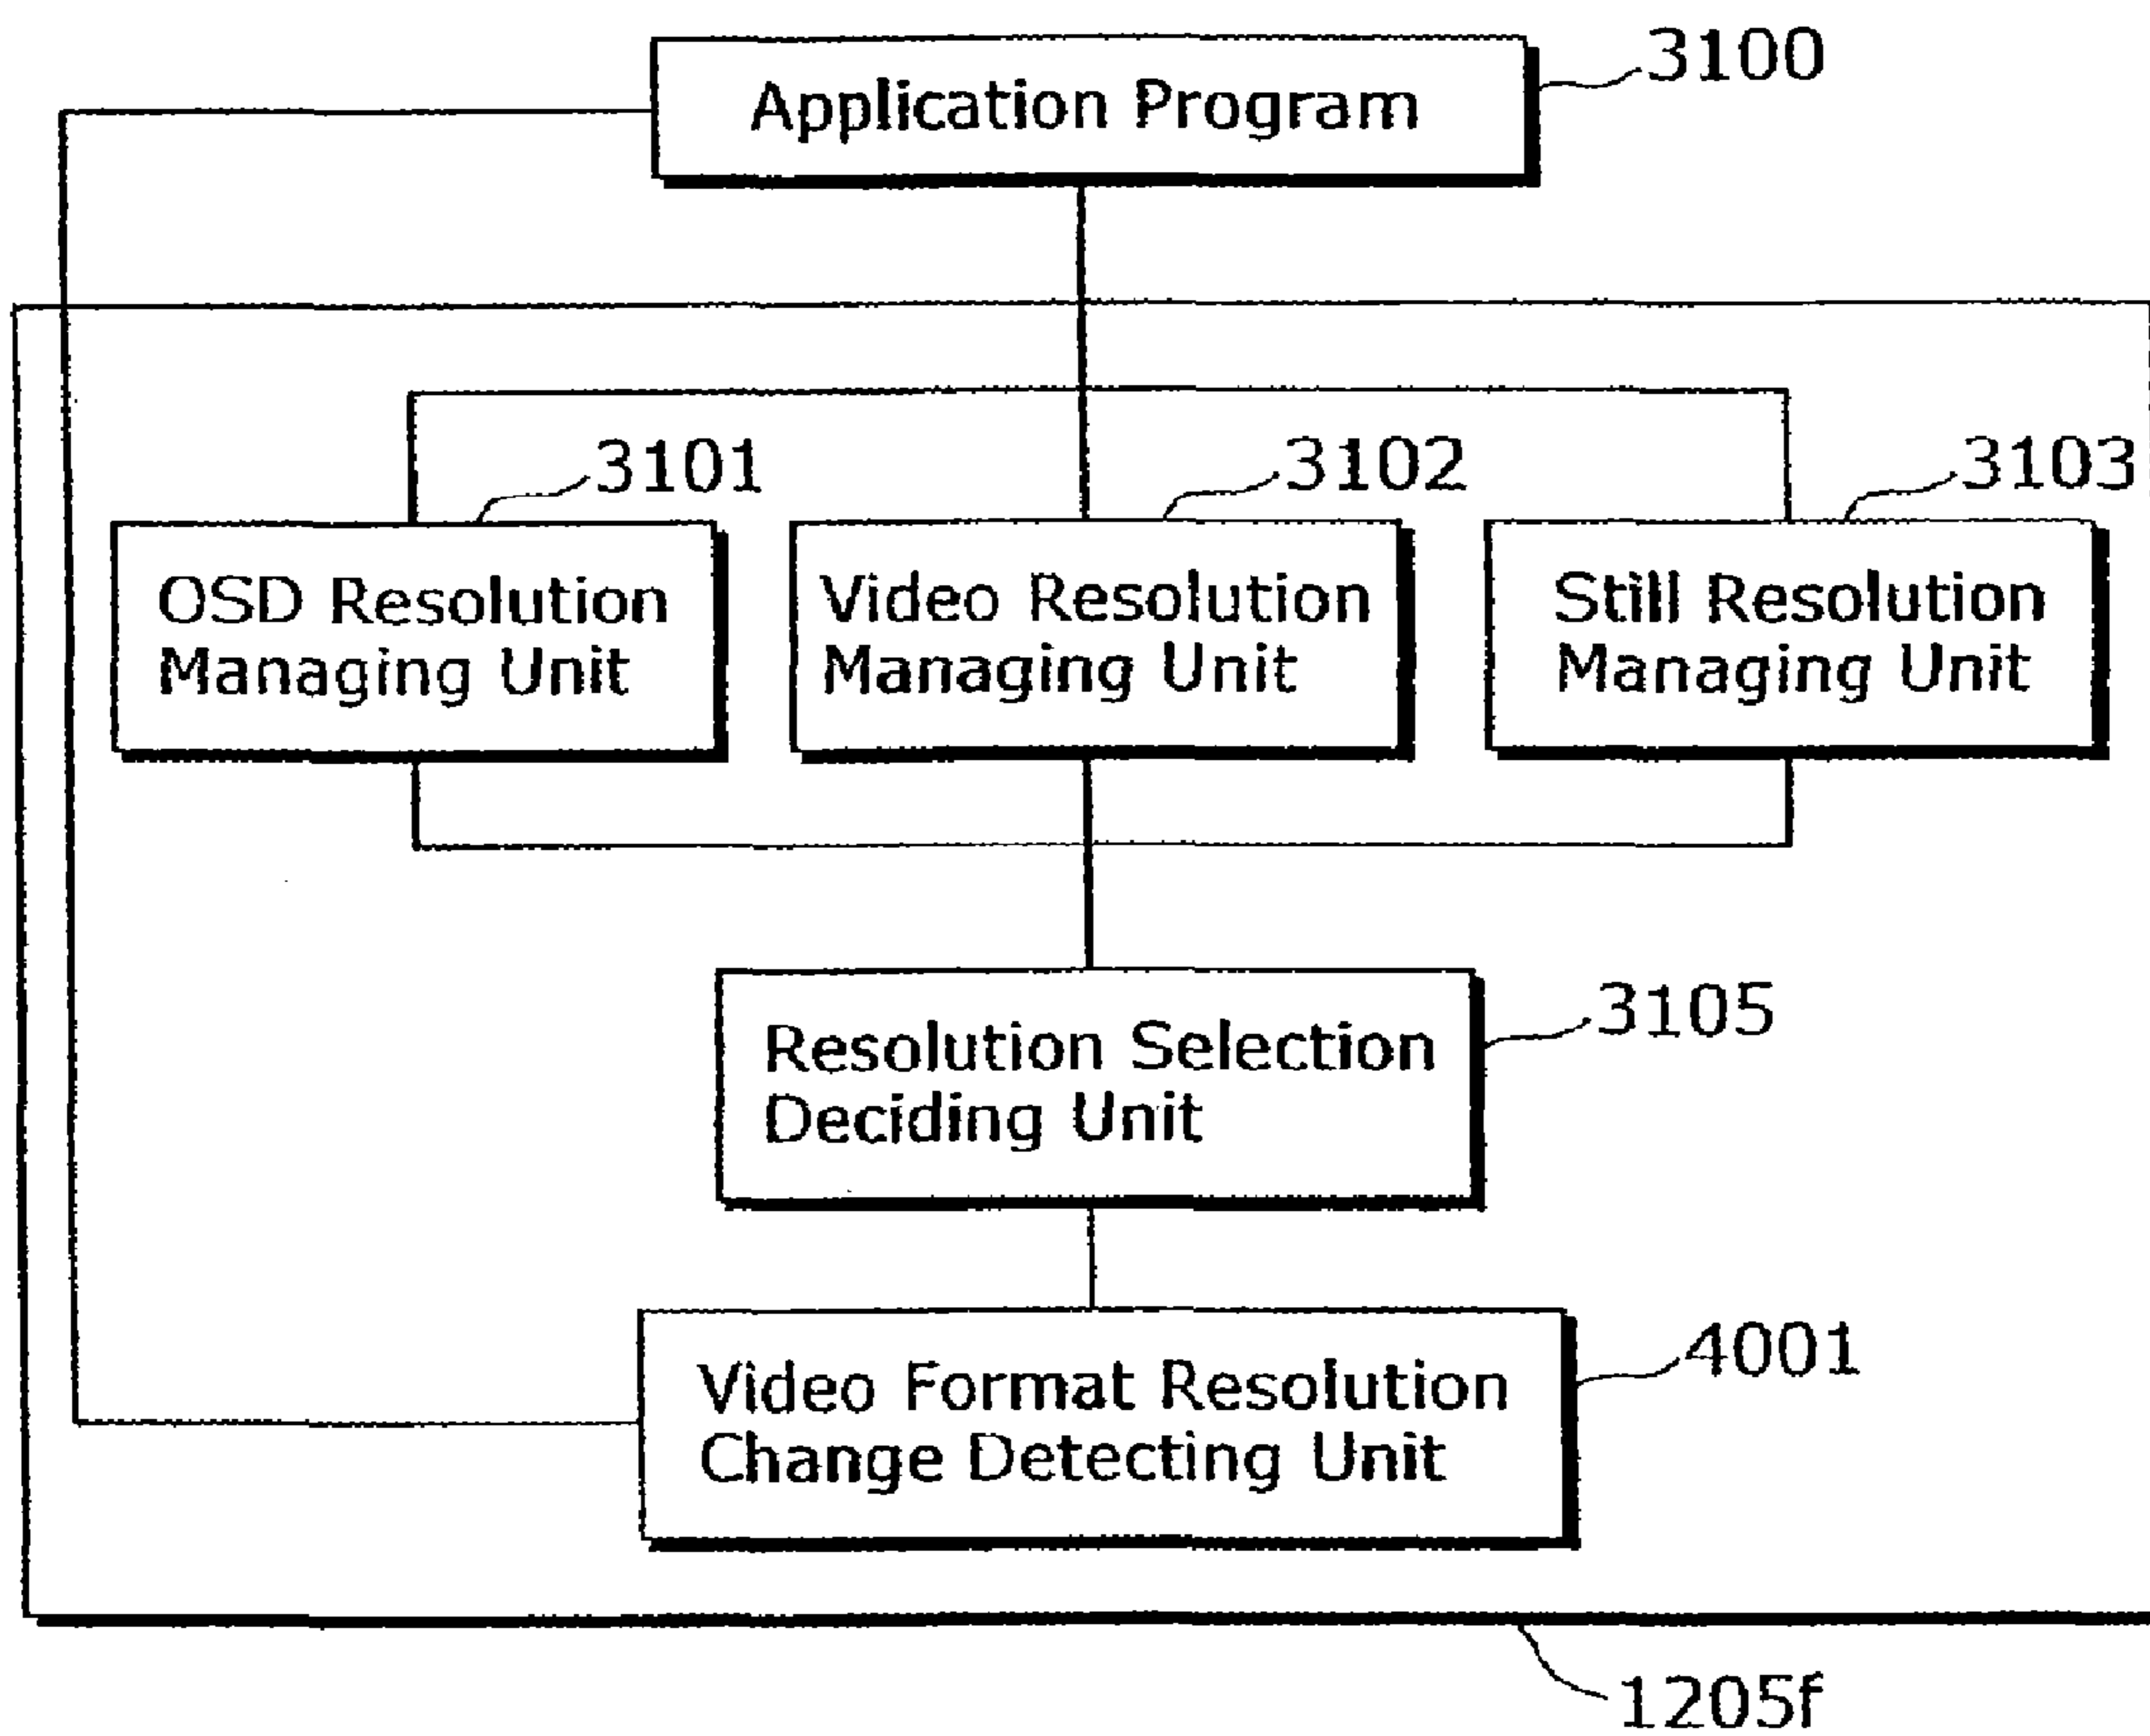 3100
Application Program
3101
3102
3103
OSD Resolution
Managing Unit
Video Resolution
Managing Unit
Still Resolution
Managing Unit
3105
Resolution Selection
Deciding Unit
4001
Video Format Resolution
Change Detecting Unit
1205f